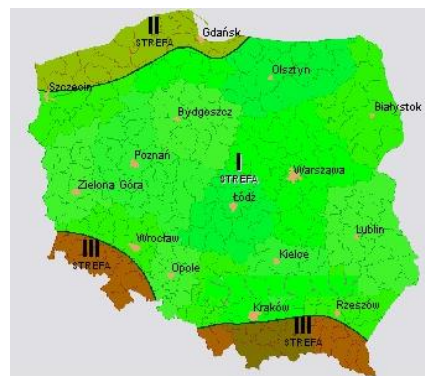 II
STREFA
Gdańsk
Szczecin
Olsztyn
Białystok
Bydgoszcz
Poznań
I
STREFA
Warszawa
Zielona Góra
Łódź
Lublin
III
STREFA
Wrocław
Opole
Kielce
Kraków
Rzeszów
III
STREFA